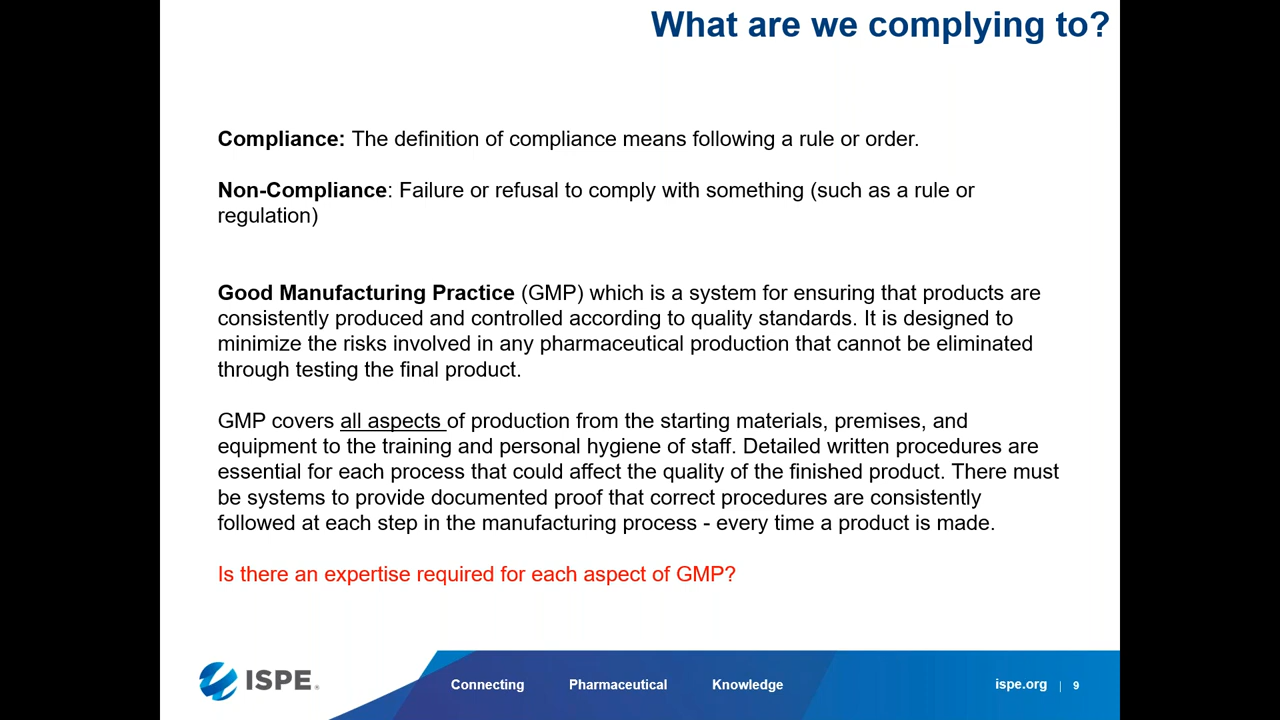 What are we complying to?
Compliance: The definition of compliance means following a rule or order.
Non-Compliance: Failure or refusal to comply with something (such as a rule or
regulation)
Good Manufacturing Practice (GMP) which is a system for ensuring that products are
consistently produced and controlled according to quality standards. It is designed to
minimize the risks involved in any pharmaceutical production that cannot be eliminated
through testing the final product.
GMP covers all aspects of production from the starting materials, premises, and
equipment to the training and personal hygiene of staff. Detailed written procedures are
essential for each process that could affect the quality of the finished product. There must
be systems to provide documented proof that correct procedures are consistently
followed at each step in the manufacturing process - every time a product is made.
Is there an expertise required for each aspect of GMP?
ISPE® Connecting Pharmaceutical Knowledge ispe.org | 9